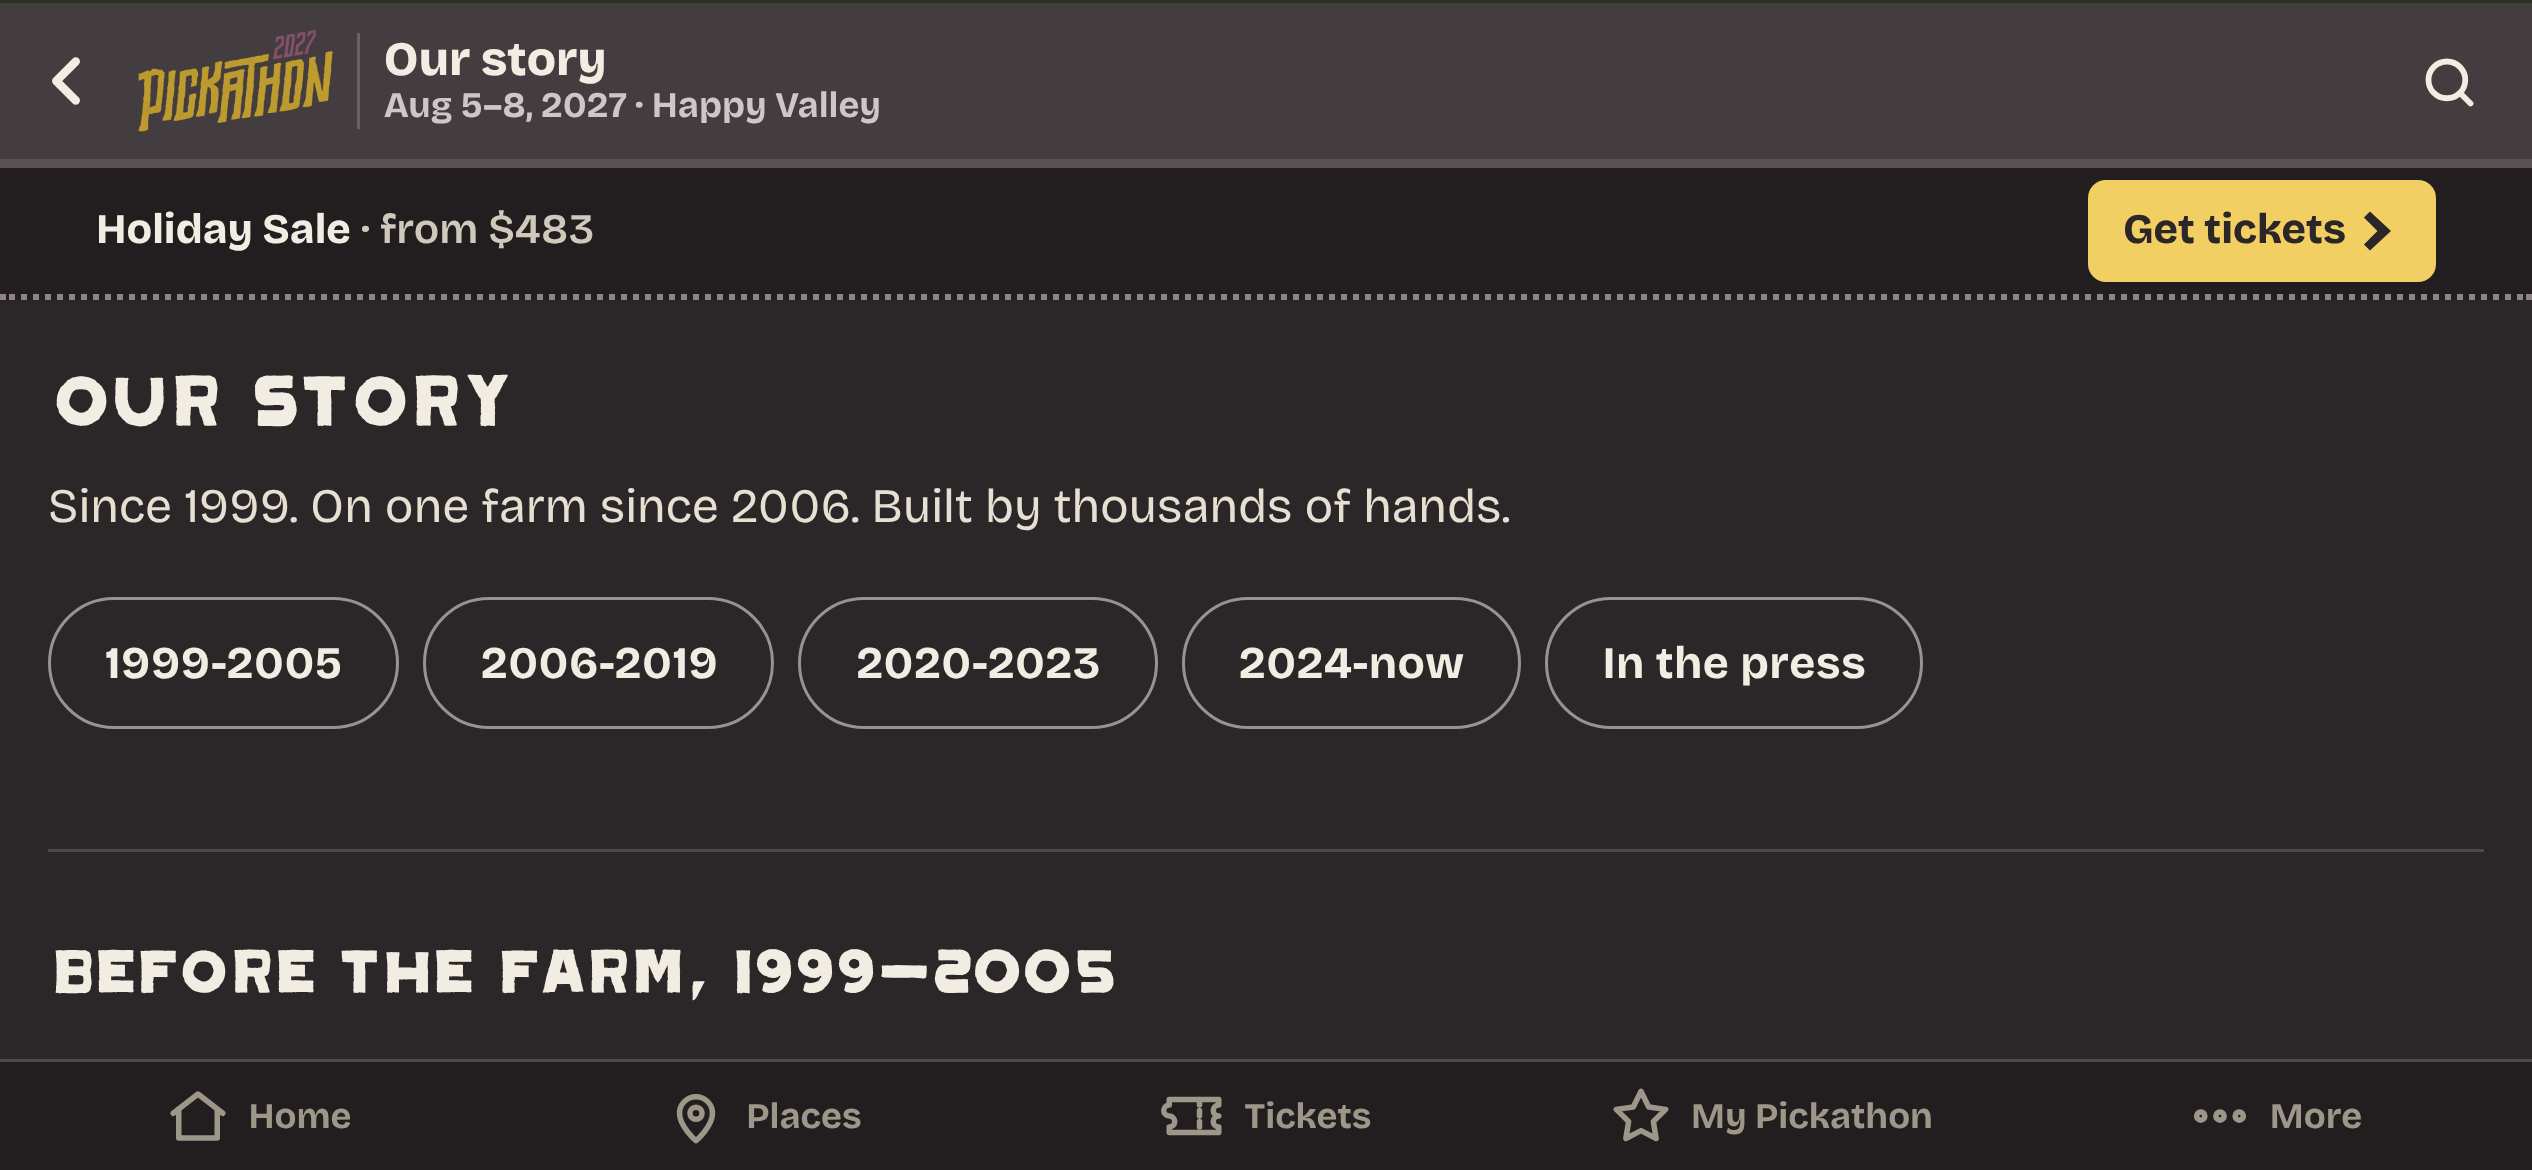 2027
PICKATHON
Our story
Aug 5–8, 2027 · Happy Valley
Holiday Sale · from $483
Get tickets
OUR STORY
Since 1999. On one farm since 2006. Built by thousands of hands.
1999-2005
2006-2019
2020-2023
2024-now
In the press
BEFORE THE FARM, 1999–2005
Home
Places
Tickets
My Pickathon
More